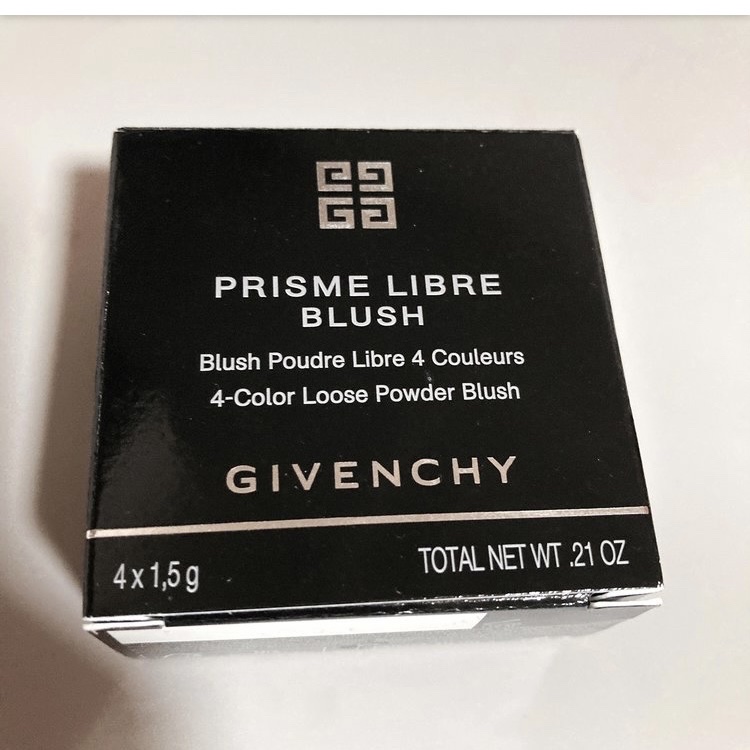 PRISME LIBRE
BLUSH
Blush Poudre Libre 4 Couleurs
4-Color Loose Powder Blush
GIVENCHY
4 x 1,5 g
TOTAL NET WT .21 OZ